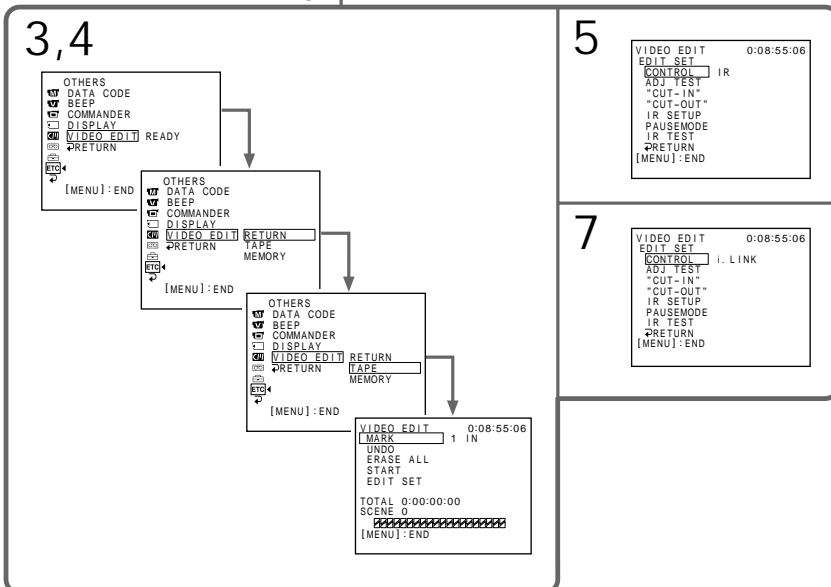 3,4
OTHERS
DATA CODE
BEEP
COMMANDER
DISPLAY
VIDEO EDIT READY
RETURN
ETC
[MENU] : END
OTHERS
DATA CODE
BEEP
COMMANDER
DISPLAY
VIDEO EDIT RETURN
RETURN TAPE
MEMORY
ETC
[MENU] : END
OTHERS
DATA CODE
BEEP
COMMANDER
DISPLAY
VIDEO EDIT RETURN
RETURN TAPE
MEMORY
ETC
[MENU] : END
VIDEO EDIT 0:08:55:06
MARK 1 IN
UNDO
ERASE ALL
START
EDIT SET
TOTAL 0:00:00:00
SCENE 0
[MENU] : END
5
VIDEO EDIT 0:08:55:06
EDIT SET
CONTROL IR
ADJ TEST
"CUT-IN"
"CUT-OUT"
IR SETUP
PAUSEMODE
IR TEST
RETURN
[MENU] : END
7
VIDEO EDIT 0:08:55:06
EDIT SET
CONTROL i. LINK
ADJ TEST
"CUT-IN"
"CUT-OUT"
IR SETUP
PAUSEMODE
IR TEST
RETURN
[MENU] : END